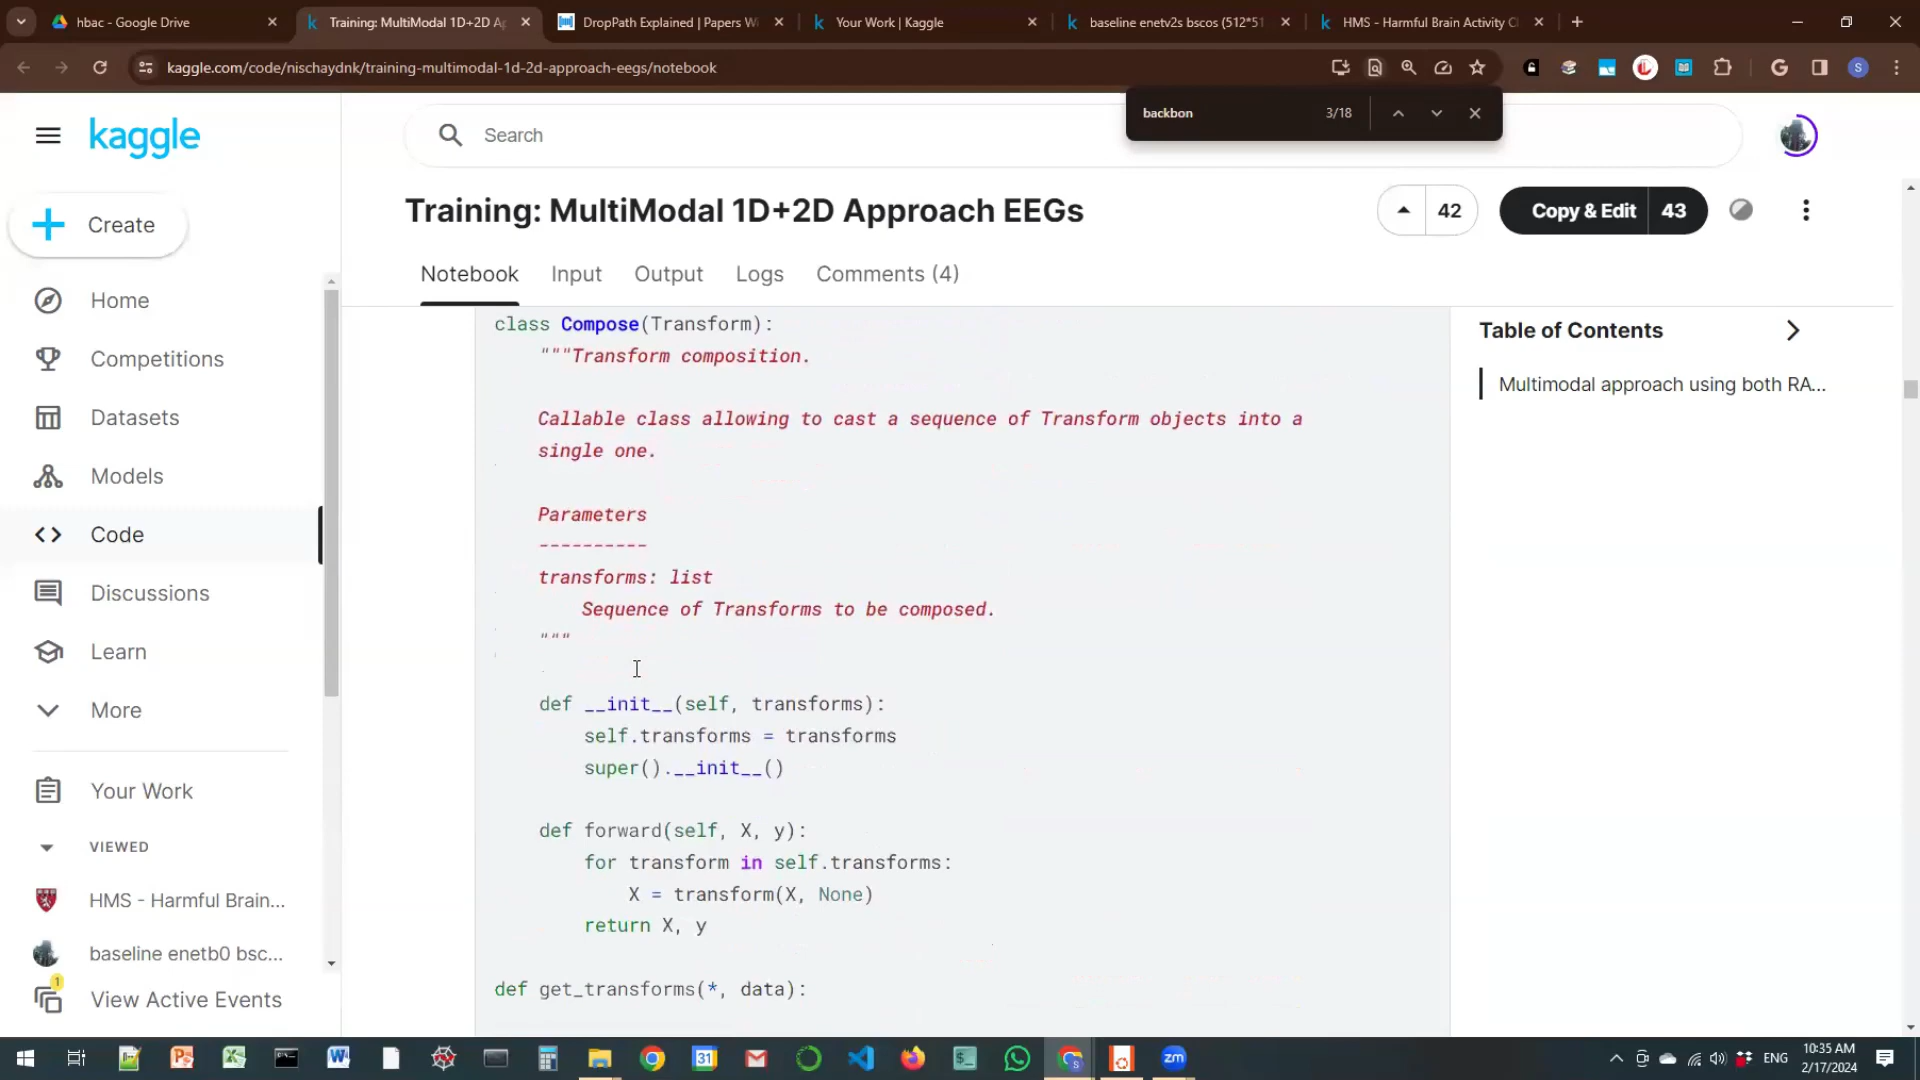 hbac - Google Drive
Training: MultiModal 1D+2D Ap
DropPath Explained | Papers Wi
Your Work | Kaggle
baseline enetv2s bscos (512*51
HMS - Harmful Brain Activity Cl
kaggle.com/code/nischaydnk/training-multimodal-1d-2d-approach-eegs/notebook
backbon
3/18
kaggle
Search
Create
Training: MultiModal 1D+2D Approach EEGs
42
Copy & Edit
43
Notebook
Input
Output
Logs
Comments (4)
Home
Competitions
Datasets
Models
Code
Discussions
Learn
More
Your Work
VIEWED
HMS - Harmful Brain...
baseline enetb0 bsc...
1
View Active Events
class Compose(Transform):
"""Transform composition.
Callable class allowing to cast a sequence of Transform objects into a
single one.
Parameters
----------
transforms: list
Sequence of Transforms to be composed.
"""
def __init__(self, transforms):
self.transforms = transforms
super().__init__()
def forward(self, X, y):
for transform in self.transforms:
X = transform(X, None)
return X, y
def get_transforms(*, data):
Table of Contents
Multimodal approach using both RA...
ENG
10:35 AM
2/17/2024